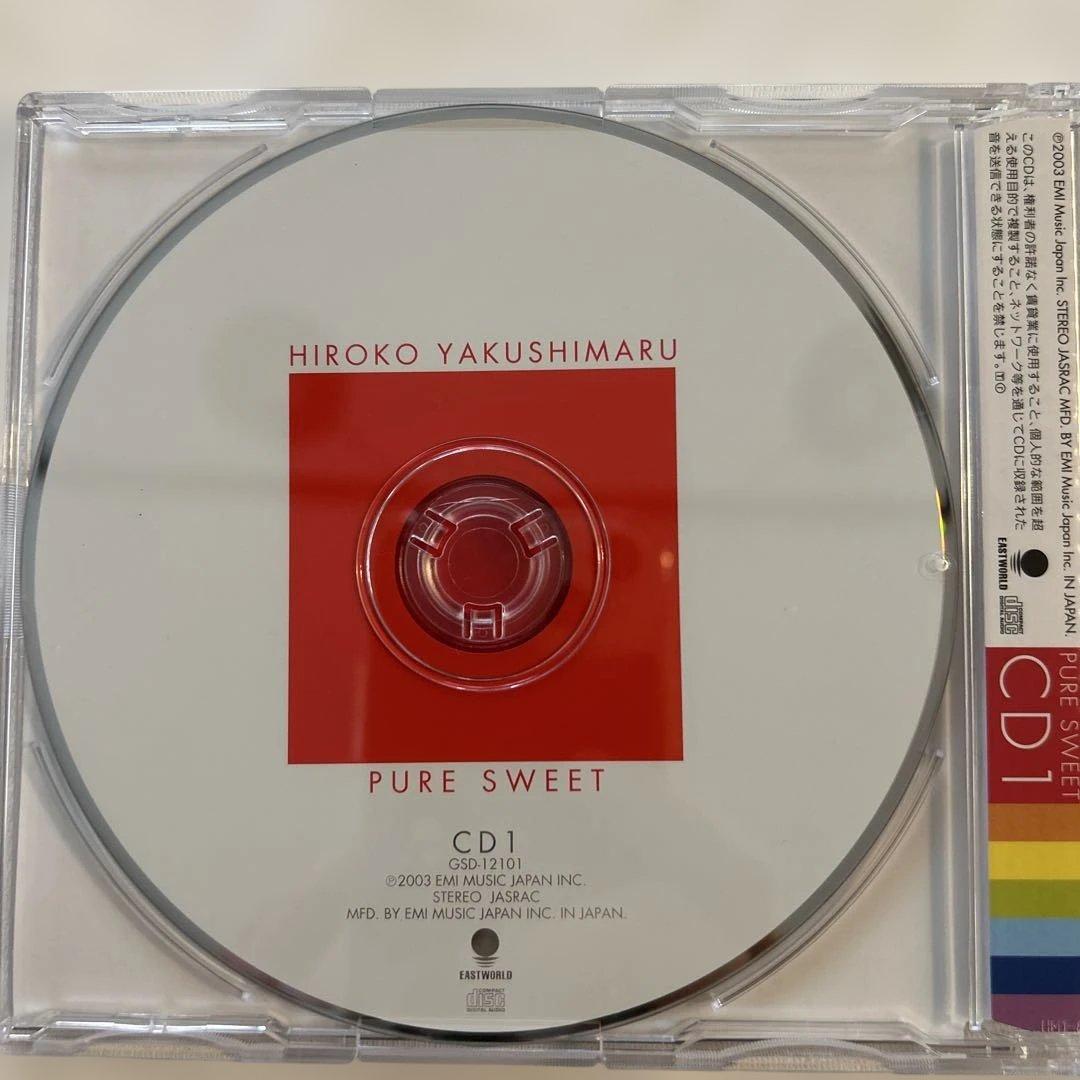 HIROKO YAKUSHIMARU
PURE SWEET
CD 1
GSD-12101
℗2003 EMI MUSIC JAPAN INC.
STEREO JASRAC
MFD. BY EMI MUSIC JAPAN INC. IN JAPAN.
EASTWORLD
COMPACT
disc
DIGITAL AUDIO
℗2003 EMI Music Japan Inc. STEREO JASRAC MFD. BY EMI Music Japan Inc. IN JAPAN.
このCDは、権利者の許諾なく賃貸業に使用すること、個人的な範囲を超
える使用目的で複製すること、ネットワーク等を通じてCDに収録された
音を送信できる状態にすることを禁じます。
EASTWORLD
COMPACT
disc
DIGITAL AUDIO
PURE SWEET
CD 1